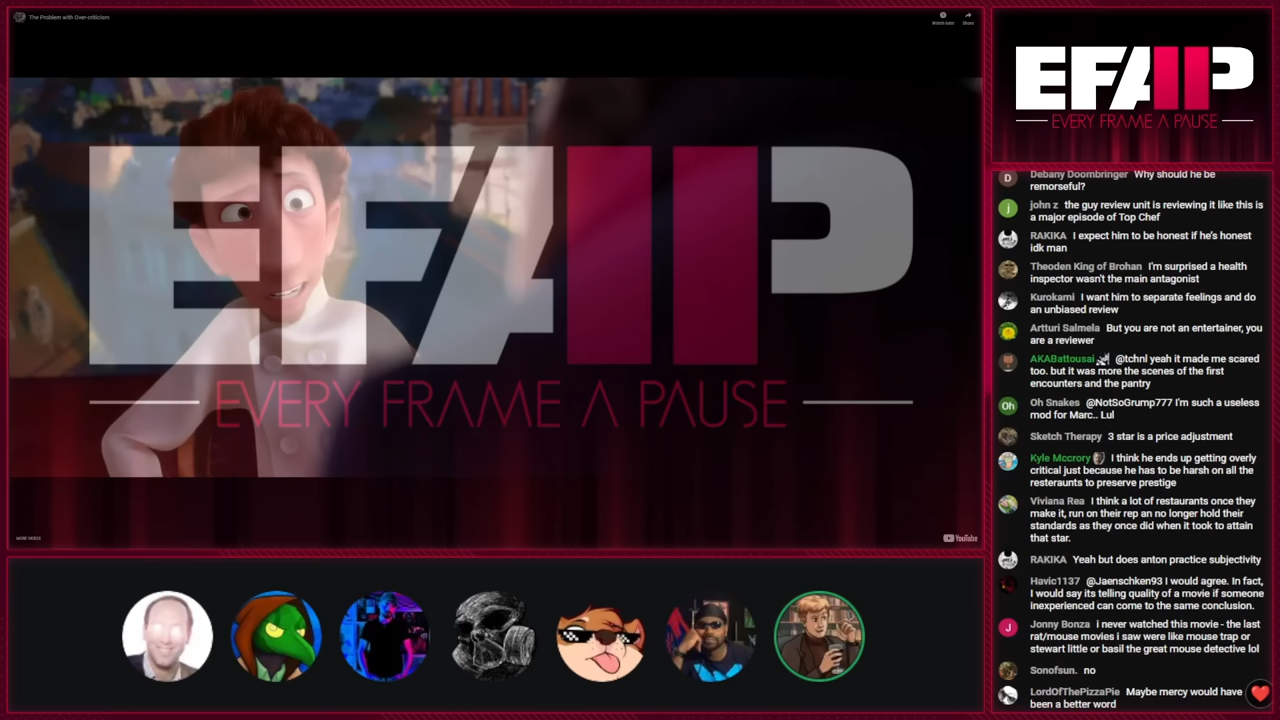 The Problem with Over-criticism
Watch later
Share
EFAP
EVERY FRAME A PAUSE
MORE VIDEOS
YouTube
EFAP
EVERY FRAME A PAUSE
D
Debany Doombringer Why should he be
remorseful?
j
john z the guy review unit is reviewing it like this is
a major episode of Top Chef
RAKIKA I expect him to be honest if he's honest
idk man
Theoden King of Brohan I'm surprised a health
inspector wasn't the main antagonist
Kurokami I want him to separate feelings and do
an unbiased review
Artturi Salmela But you are not an entertainer, you
are a reviewer
AKABattousai @tchnl yeah it made me scared
too. but it was more the scenes of the first
encounters and the pantry
Oh
Oh Snakes @NotSoGrump777 I'm such a useless
mod for Marc.. Lul
Sketch Therapy 3 star is a price adjustment
Kyle Mccrory I think he ends up getting overly
critical just because he has to be harsh on all the
resteraunts to preserve prestige
Viviana Rea I think a lot of restaurants once they
make it, run on their rep an no longer hold their
standards as they once did when it took to attain
that star.
RAKIKA Yeah but does anton practice subjectivity
Havic1137 @Jaenschken93 I would agree. In fact,
I would say its telling quality of a movie if someone
inexperienced can come to the same conclusion.
J
Jonny Bonza i never watched this movie - the last
rat/mouse movies i saw were like mouse trap or
stewart little or basil the great mouse detective lol
Sonofsun. no
LordOfThePizzaPie Maybe mercy would have
been a better word